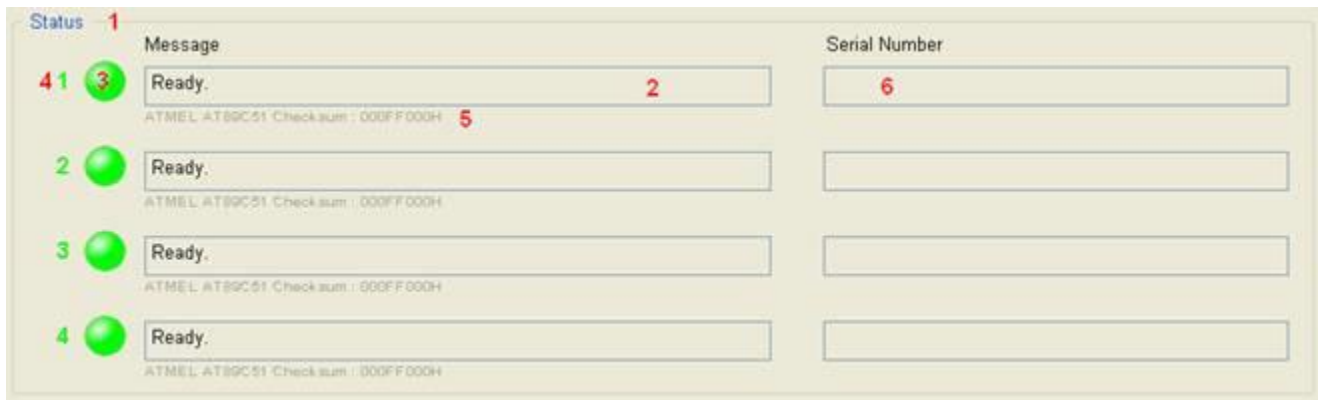 Status 1
Message Serial Number
4 1 3 Ready. 2 6
ATMEL AT89C51 Checksum : 000FF000H 5
2 Ready.
ATMEL AT89C51 Checksum : 000FF000H
3 Ready.
ATMEL AT89C51 Checksum : 000FF000H
4 Ready.
ATMEL AT89C51 Checksum : 000FF000H